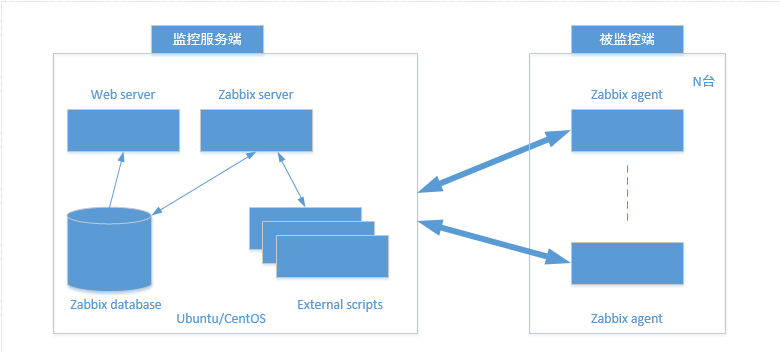 监控服务端
被监控端
N台
Web server
Zabbix server
Zabbix agent
Zabbix database
External scripts
Ubuntu/CentOS
Zabbix agent